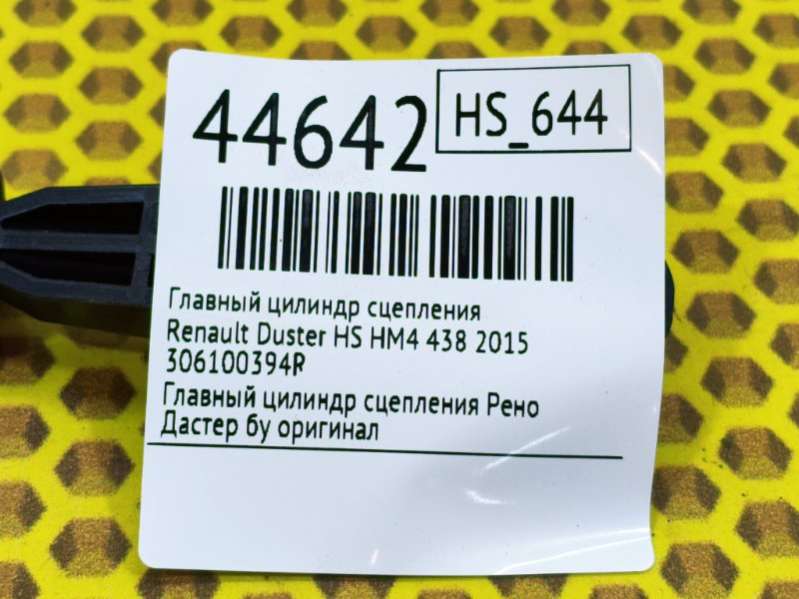 44642
HS_644
Главный цилиндр сцепления
Renault Duster HS HM4 438 2015
306100394R
Главный цилиндр сцепления Рено
Дастер бу оригинал